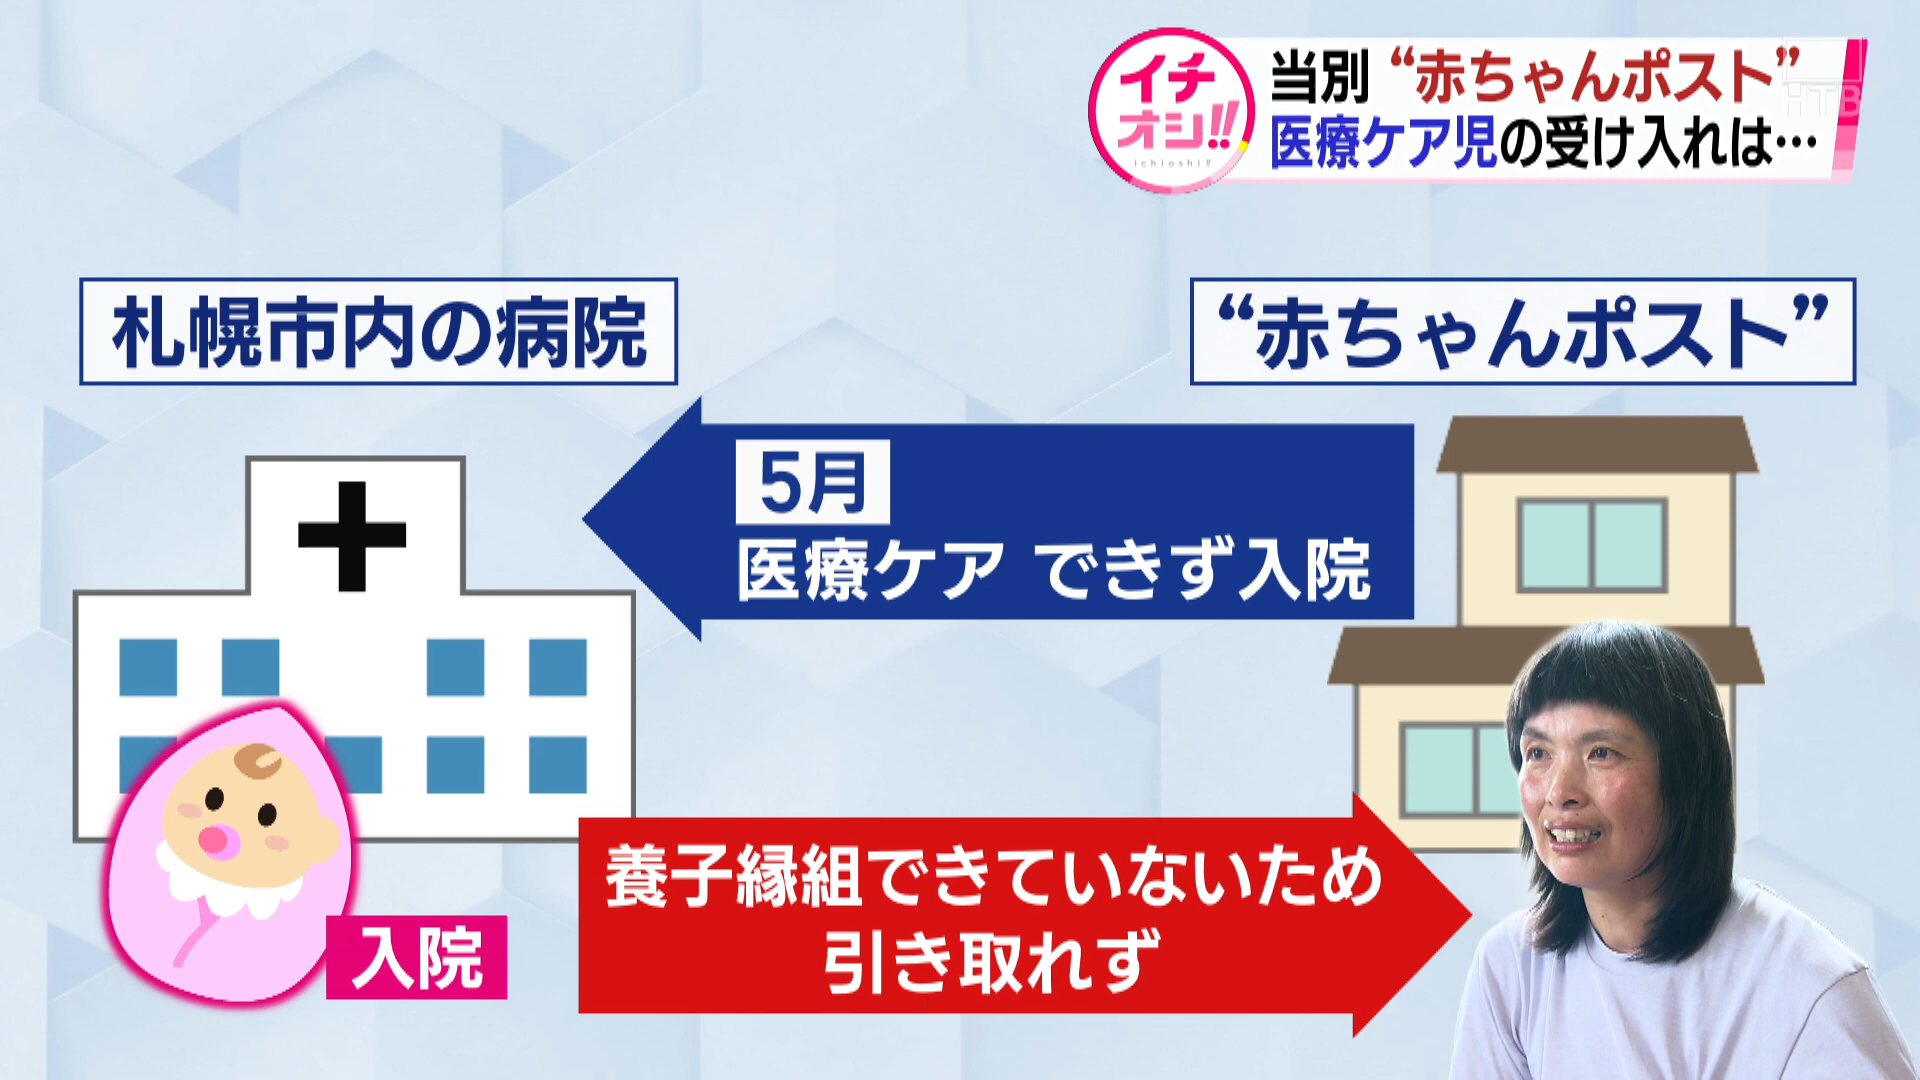 イチ
オシ!!
ichioshi!!
当別 “赤ちゃんポスト”
医療ケア児の受け入れは…
HTB
札幌市内の病院
“赤ちゃんポスト”
5月
医療ケア できず入院
養子縁組できていないため
引き取れず
入院